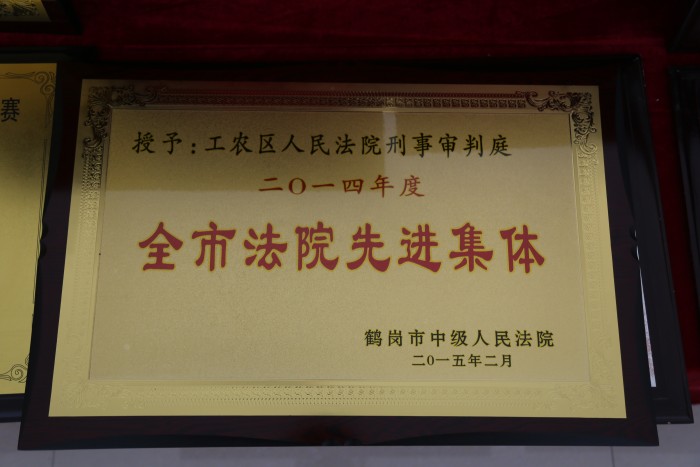 授予：工农区人民法院刑事审判庭
二〇一四年度
全市法院先进集体
鹤岗市中级人民法院
二〇一五年二月
赛